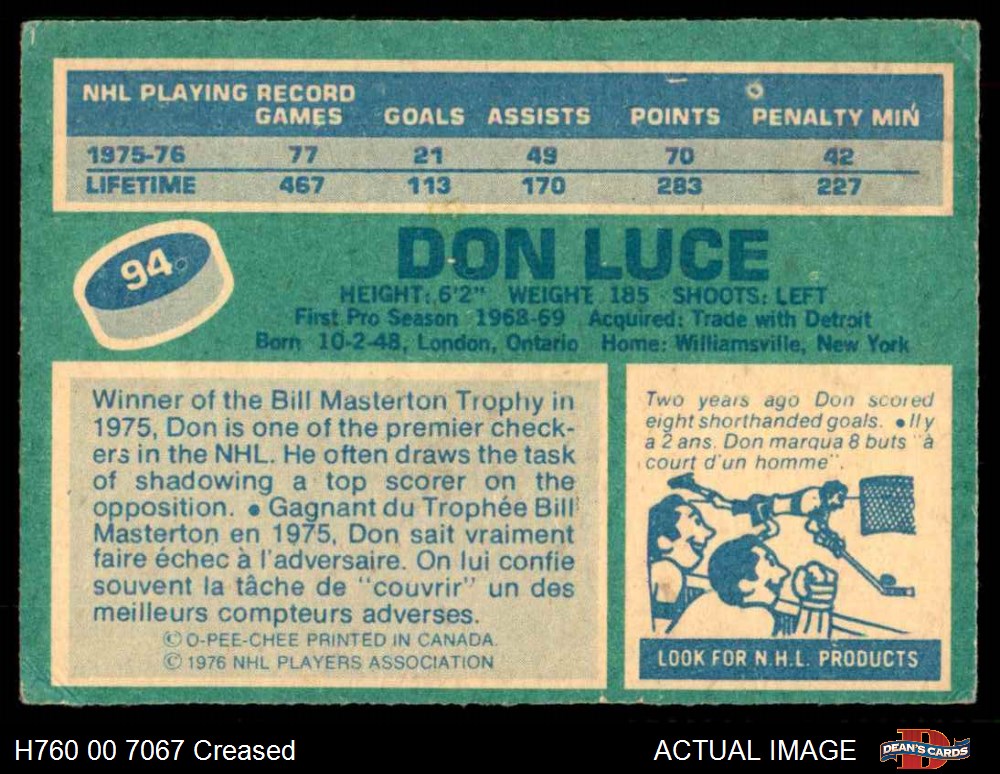 NHL PLAYING RECORD
GAMES GOALS ASSISTS POINTS PENALTY MIN
1975-76 77 21 49 70 42
LIFETIME 467 113 170 283 227
94
DON LUCE
HEIGHT: 6'2" WEIGHT 185 SHOOTS: LEFT
First Pro Season 1968-69 Acquired: Trade with Detroit
Born 10-2-48, London, Ontario Home: Williamsville, New York
Winner of the Bill Masterton Trophy in
1975, Don is one of the premier check-
ers in the NHL. He often draws the task
of shadowing a top scorer on the
opposition. • Gagnant du Trophée Bill
Masterton en 1975, Don sait vraiment
faire échec à l'adversaire. On lui confie
souvent la tâche de "couvrir" un des
meilleurs compteurs adverses.
© O-PEE-CHEE PRINTED IN CANADA.
© 1976 NHL PLAYERS ASSOCIATION
Two years ago Don scored
eight shorthanded goals. • Il y
a 2 ans, Don marqua 8 buts "à
court d'un homme".
LOOK FOR N.H.L. PRODUCTS
H760 00 7067 Creased
ACTUAL IMAGE
D
DEAN'S CARDS